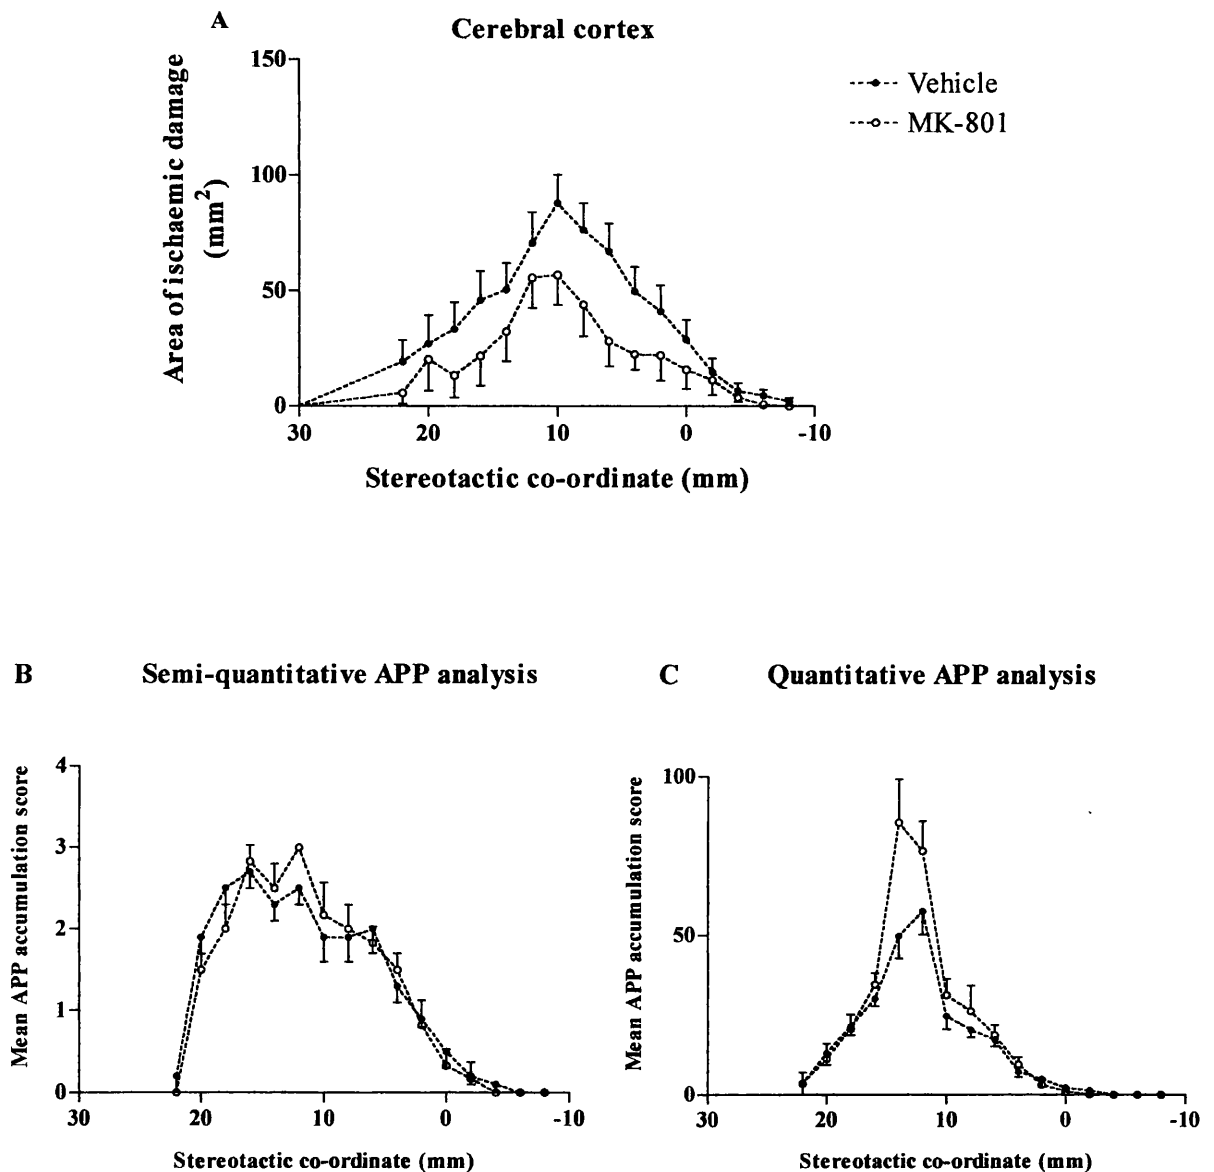 A
Cerebral cortex
150
100
50
0
Area of ischaemic damage
(mm²)
Vehicle
MK-801
30 20 10 0 -10
Stereotactic co-ordinate (mm)
B Semi-quantitative APP analysis
4
3
2
1
0
Mean APP accumulation score
30 20 10 0 -10
Stereotactic co-ordinate (mm)
C Quantitative APP analysis
100
50
0
Mean APP accumulation score
30 20 10 0 -10
Stereotactic co-ordinate (mm)